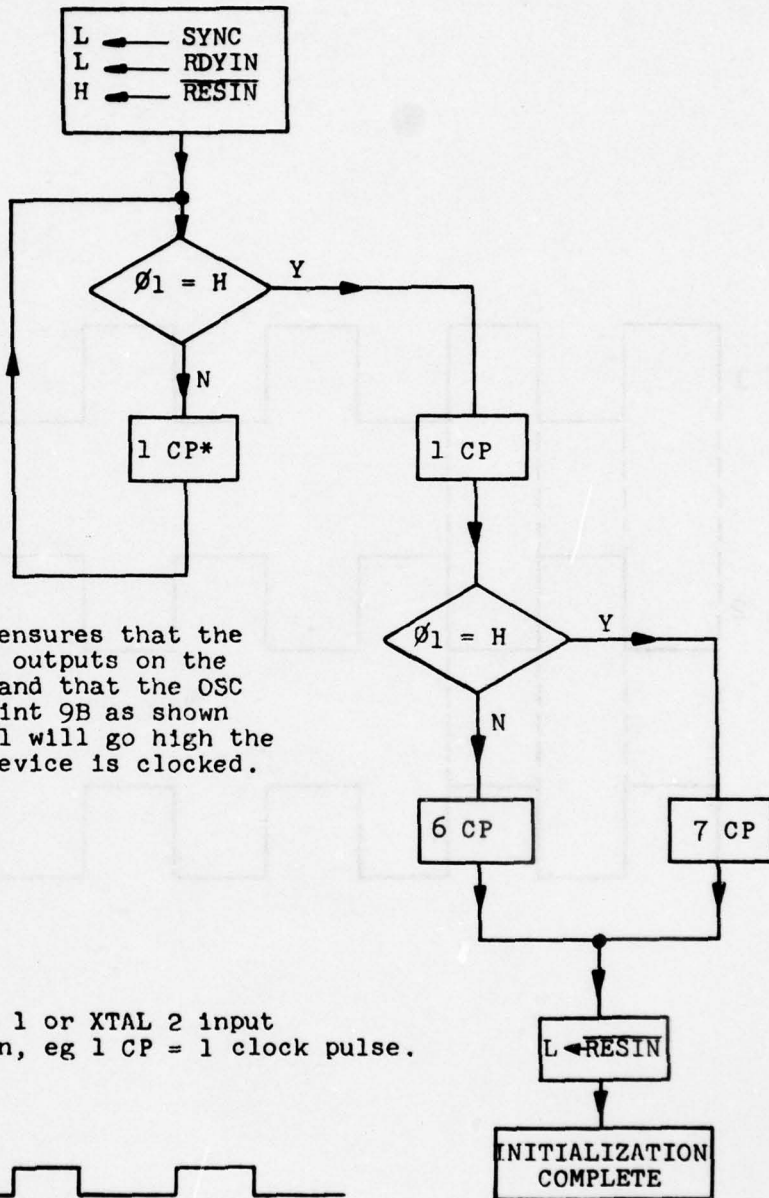 L ← SYNC
L ← RDYIN
H ← R̅E̅S̅I̅N̅
Ø1 = H
Y
N
1 CP*
1 CP
ensures that the
outputs on the
and that the OSC
int 9B as shown
l will go high the
evice is clocked.
Ø1 = H
Y
N
6 CP
7 CP
1 or XTAL 2 input
n, eg 1 CP = 1 clock pulse.
L ← R̅E̅S̅I̅N̅
INITIALIZATION
COMPLETE